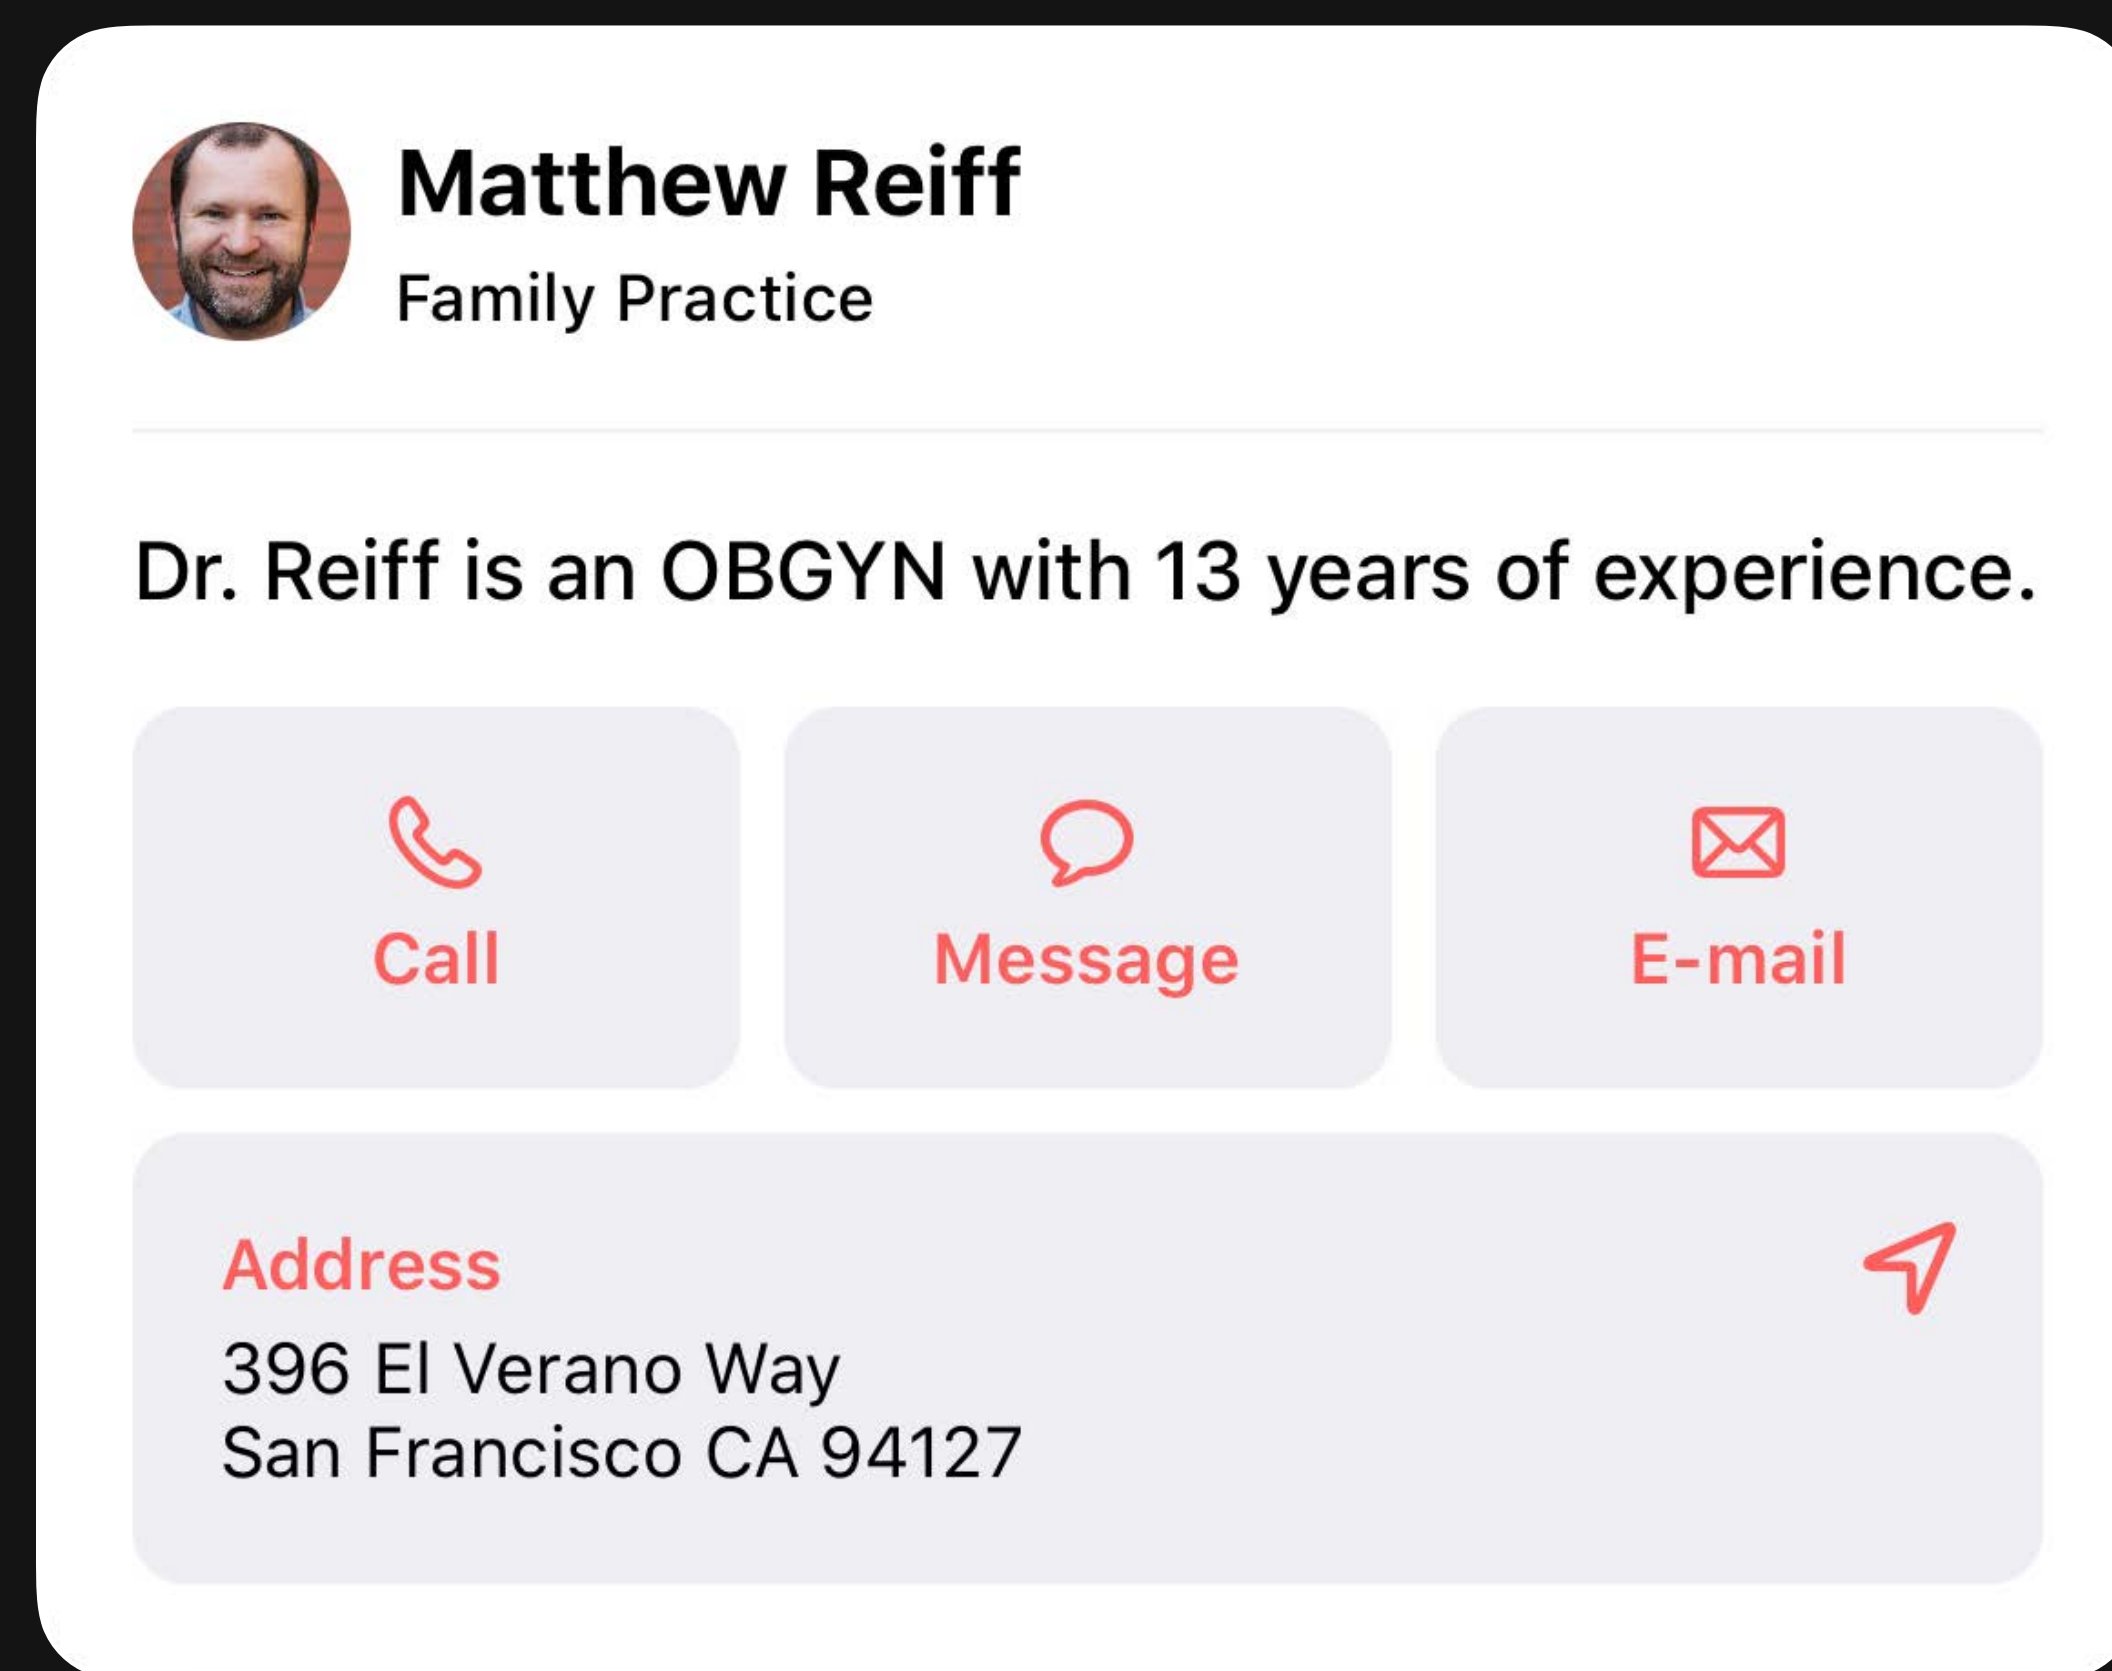 Matthew Reiff
Family Practice
Dr. Reiff is an OBGYN with 13 years of experience.
Call
Message
E-mail
Address
396 El Verano Way
San Francisco CA 94127